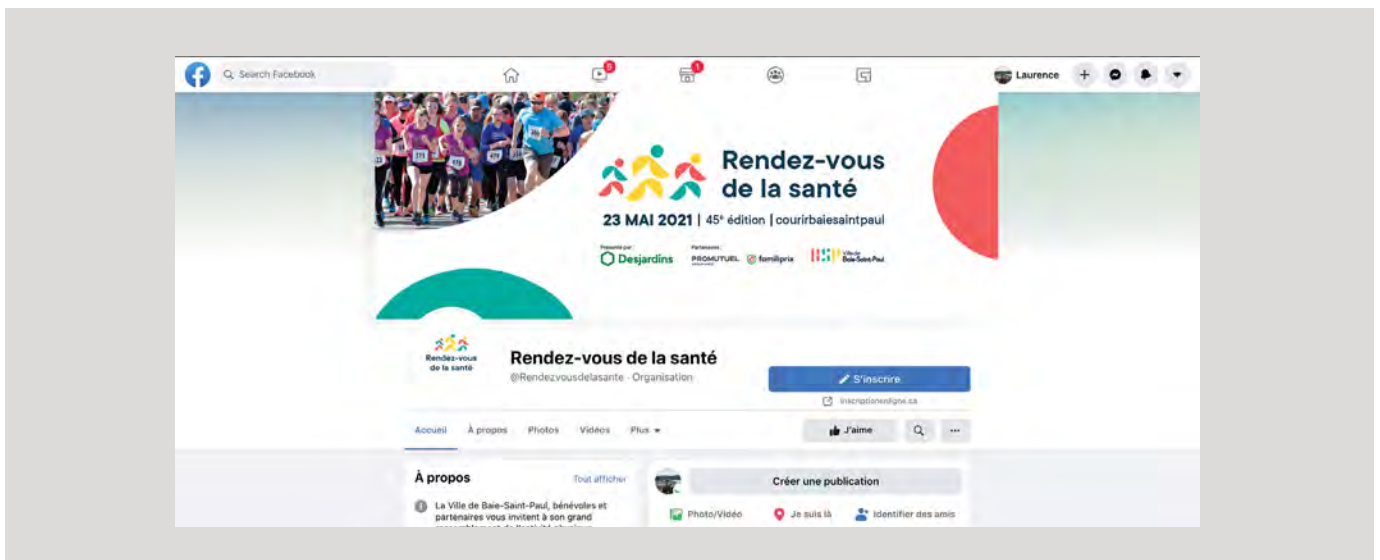 Search Facebook
5
1
Laurence
Rendez-vous
de la santé
23 MAI 2021 | 45e édition | courirbaiesaintpaul
Présenté par :
Desjardins
Partenaires :
PROMUTUEL
familiprix
BSP
Ville de
Baie-Saint-Paul
Rendez-vous
de la santé
Rendez-vous de la santé
@Rendezvousdelasante · Organisation
S'inscrire
inscriptionenligne.ca
Accueil À propos Photos Vidéos Plus
J'aime
À propos
Tout afficher
La Ville de Baie-Saint-Paul, bénévoles et
partenaires vous invitent à son grand
Créer une publication
Photo/Vidéo
Je suis là
Identifier des amis